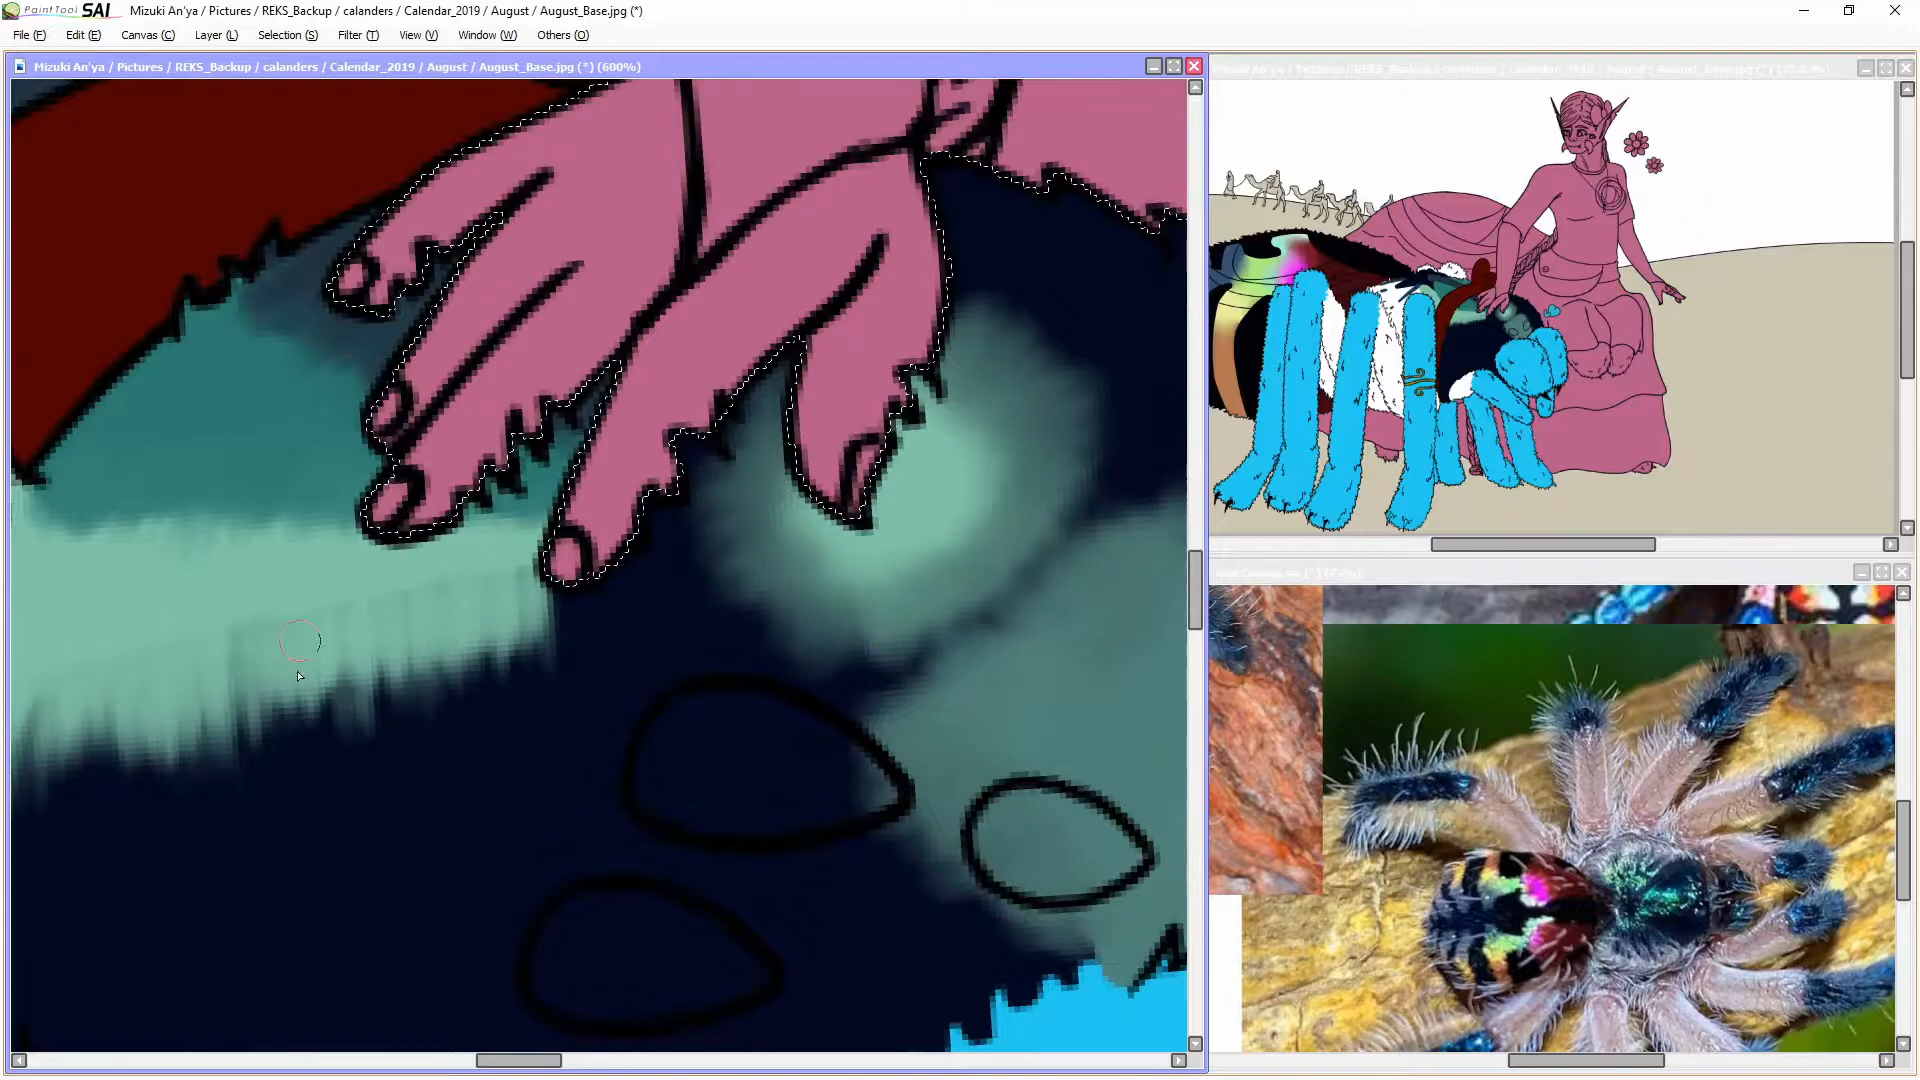 PaintTool SAI Mizuki An'ya / Pictures / REKS_Backup / calanders / Calendar_2019 / August / August_Base.jpg (*)
File (F) Edit (E) Canvas (C) Layer (L) Selection (S) Filter (T) View (V) Window (W) Others (O)
Mizuki An'ya / Pictures / REKS_Backup / calanders / Calendar_2019 / August / August_Base.jpg (*) (600%)